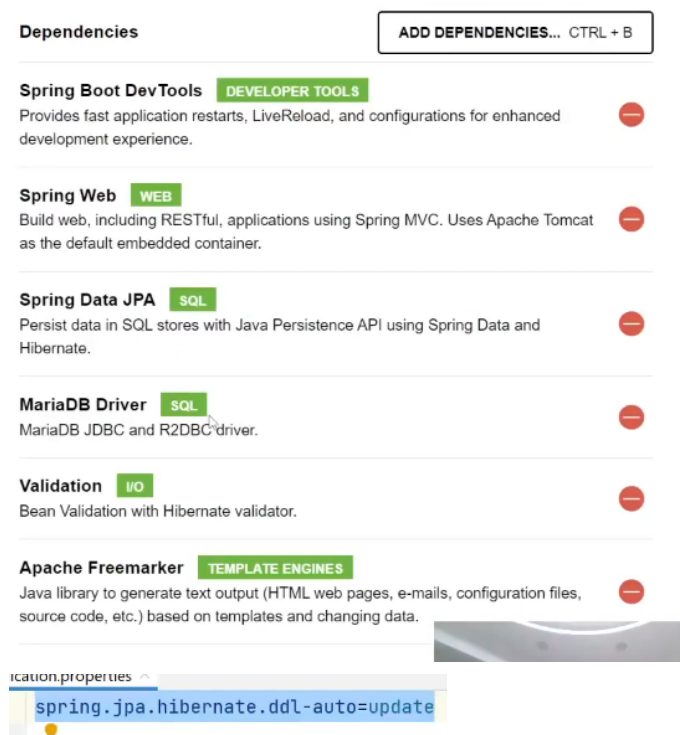 Dependencies
ADD DEPENDENCIES... CTRL + B
Spring Boot DevTools DEVELOPER TOOLS
Provides fast application restarts, LiveReload, and configurations for enhanced
development experience.
Spring Web WEB
Build web, including RESTful, applications using Spring MVC. Uses Apache Tomcat
as the default embedded container.
Spring Data JPA SQL
Persist data in SQL stores with Java Persistence API using Spring Data and
Hibernate.
MariaDB Driver SQL
MariaDB JDBC and R2DBC driver.
Validation I/O
Bean Validation with Hibernate validator.
Apache Freemarker TEMPLATE ENGINES
Java library to generate text output (HTML web pages, e-mails, configuration files,
source code, etc.) based on templates and changing data.
ication.properties
spring.jpa.hibernate.ddl-auto=update